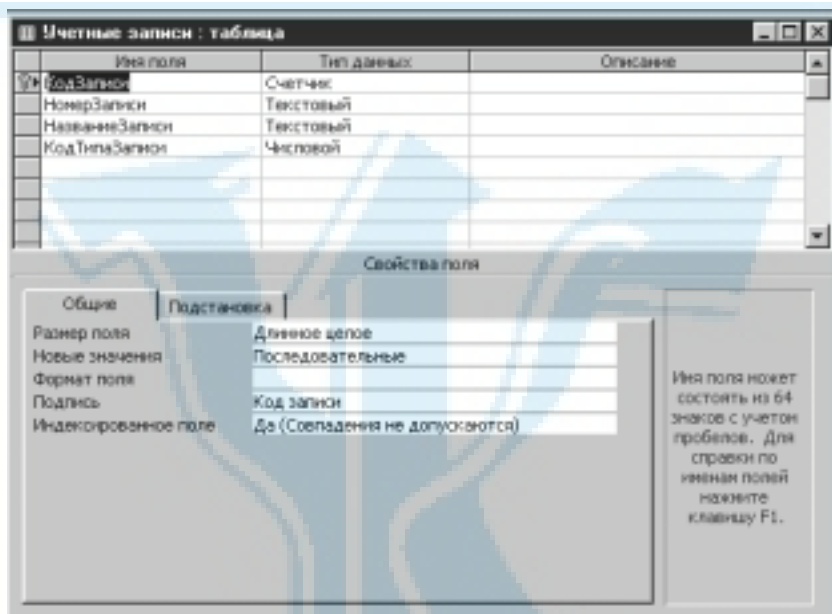 Учетные записи : таблица
Имя поля Тип данных Описание
КодЗаписи Счетчик
НомерЗаписи Текстовый
НазваниеЗаписи Текстовый
КодТипаЗаписи Числовой
Свойства поля
Общие Подстановка
Размер поля Длинное целое
Новые значения Последовательные
Формат поля
Подпись Код записи
Индексированное поле Да (Совпадения не допускаются)
Имя поля может
состоять из 64
знаков с учетом
пробелов. Для
справки по
именам полей
нажмите
клавишу F1.